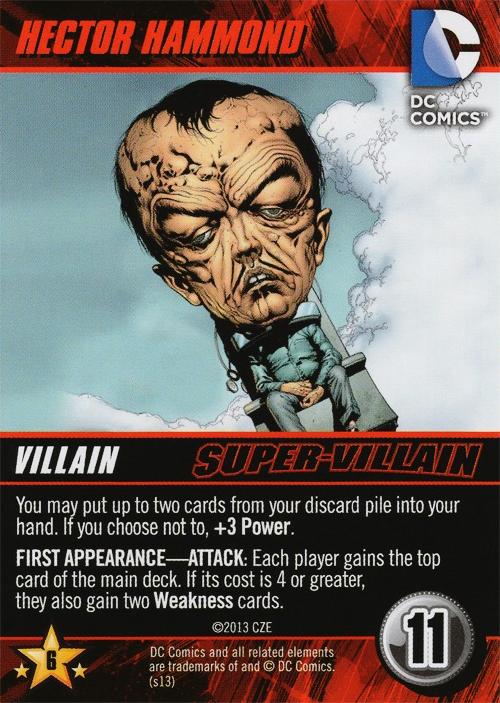 HECTOR HAMMOND
DC
DC
COMICS™
VILLAIN
SUPER-VILLAIN
You may put up to two cards from your discard pile into your
hand. If you choose not to, +3 Power.
FIRST APPEARANCE—ATTACK: Each player gains the top
card of the main deck. If its cost is 4 or greater,
they also gain two Weakness cards.
©2013 CZE
6
DC Comics and all related elements
are trademarks of and © DC Comics.
(s13)
11